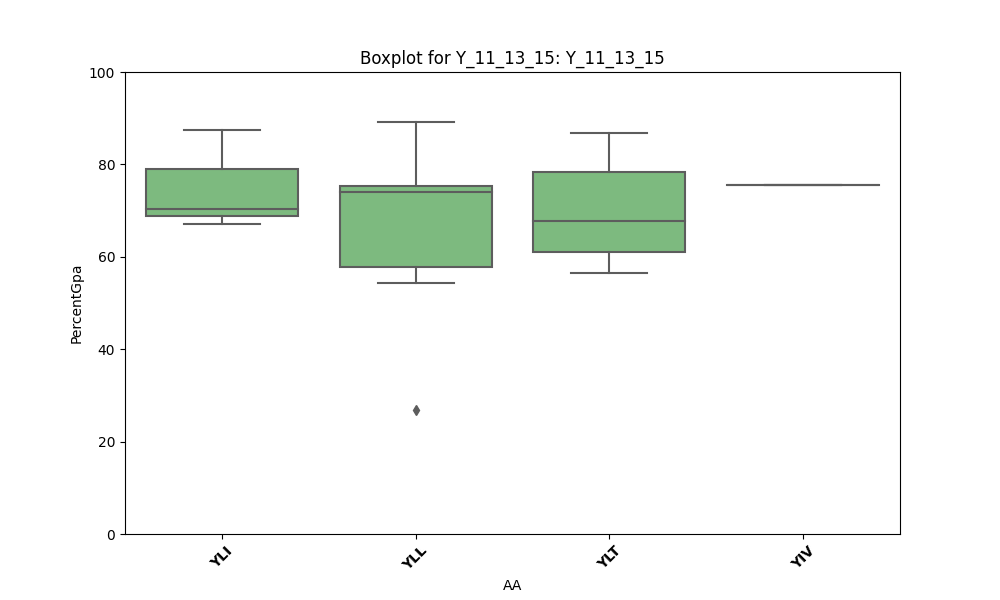 Boxplot for Y_11_13_15: Y_11_13_15
100
80
60
40
20
0
PercentGpa
YLI
YLL
YLT
YIV
AA